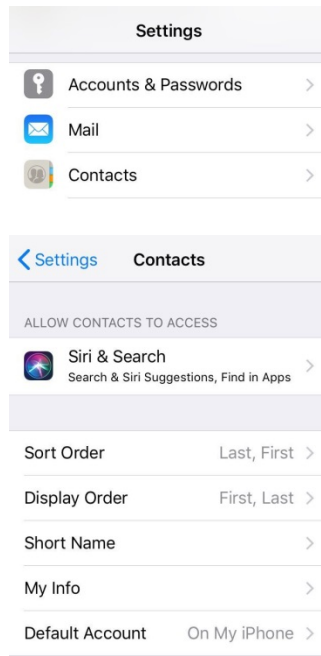 Settings
Accounts & Passwords
Mail
Contacts
Settings Contacts
ALLOW CONTACTS TO ACCESS
Siri & Search
Search & Siri Suggestions, Find in Apps
Sort Order Last, First
Display Order First, Last
Short Name
My Info
Default Account On My iPhone